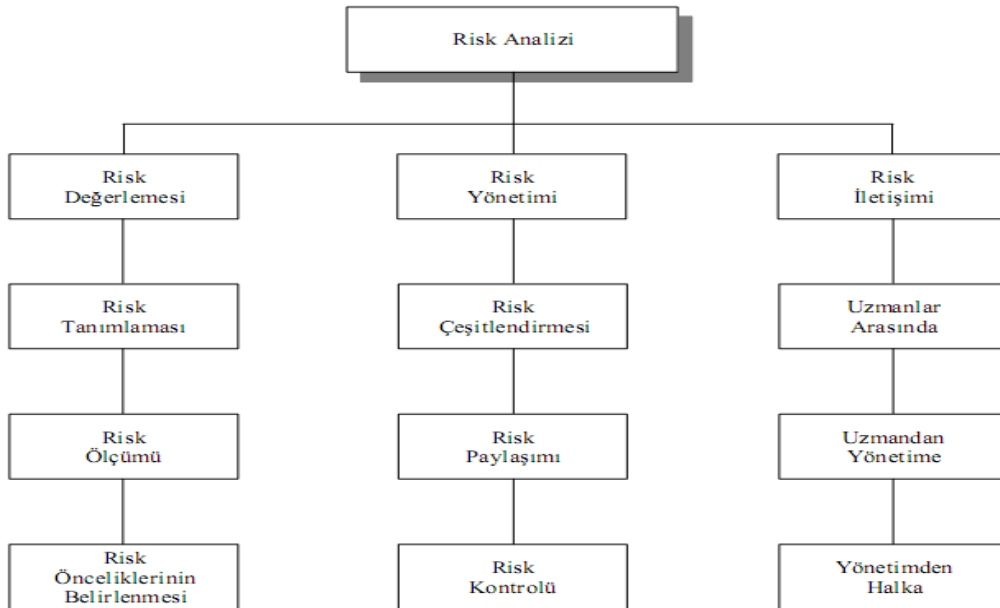 Risk Analizi
Risk
Değerlemesi
Risk
Yönetimi
Risk
İletişimi
Risk
Tanımlaması
Risk
Çeşitlendirmesi
Uzmanlar
Arasında
Risk
Ölçümü
Risk
Paylaşımı
Uzmandan
Yönetime
Risk
Önceliklerinin
Belirlenmesi
Risk
Kontrolü
Yönetimden
Halka